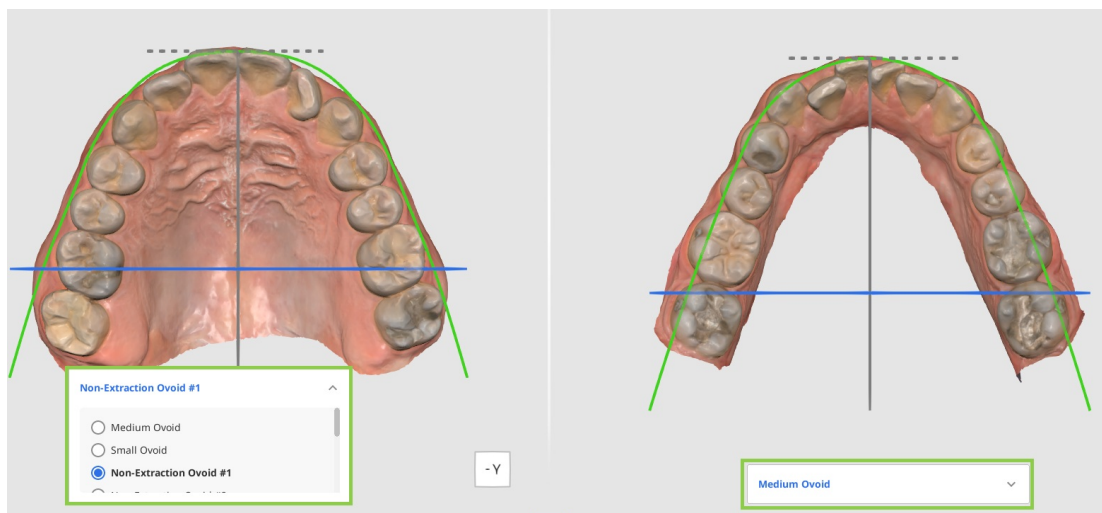 Non-Extraction Ovoid #1
Medium Ovoid
Small Ovoid
Non-Extraction Ovoid #1
-Y
Medium Ovoid